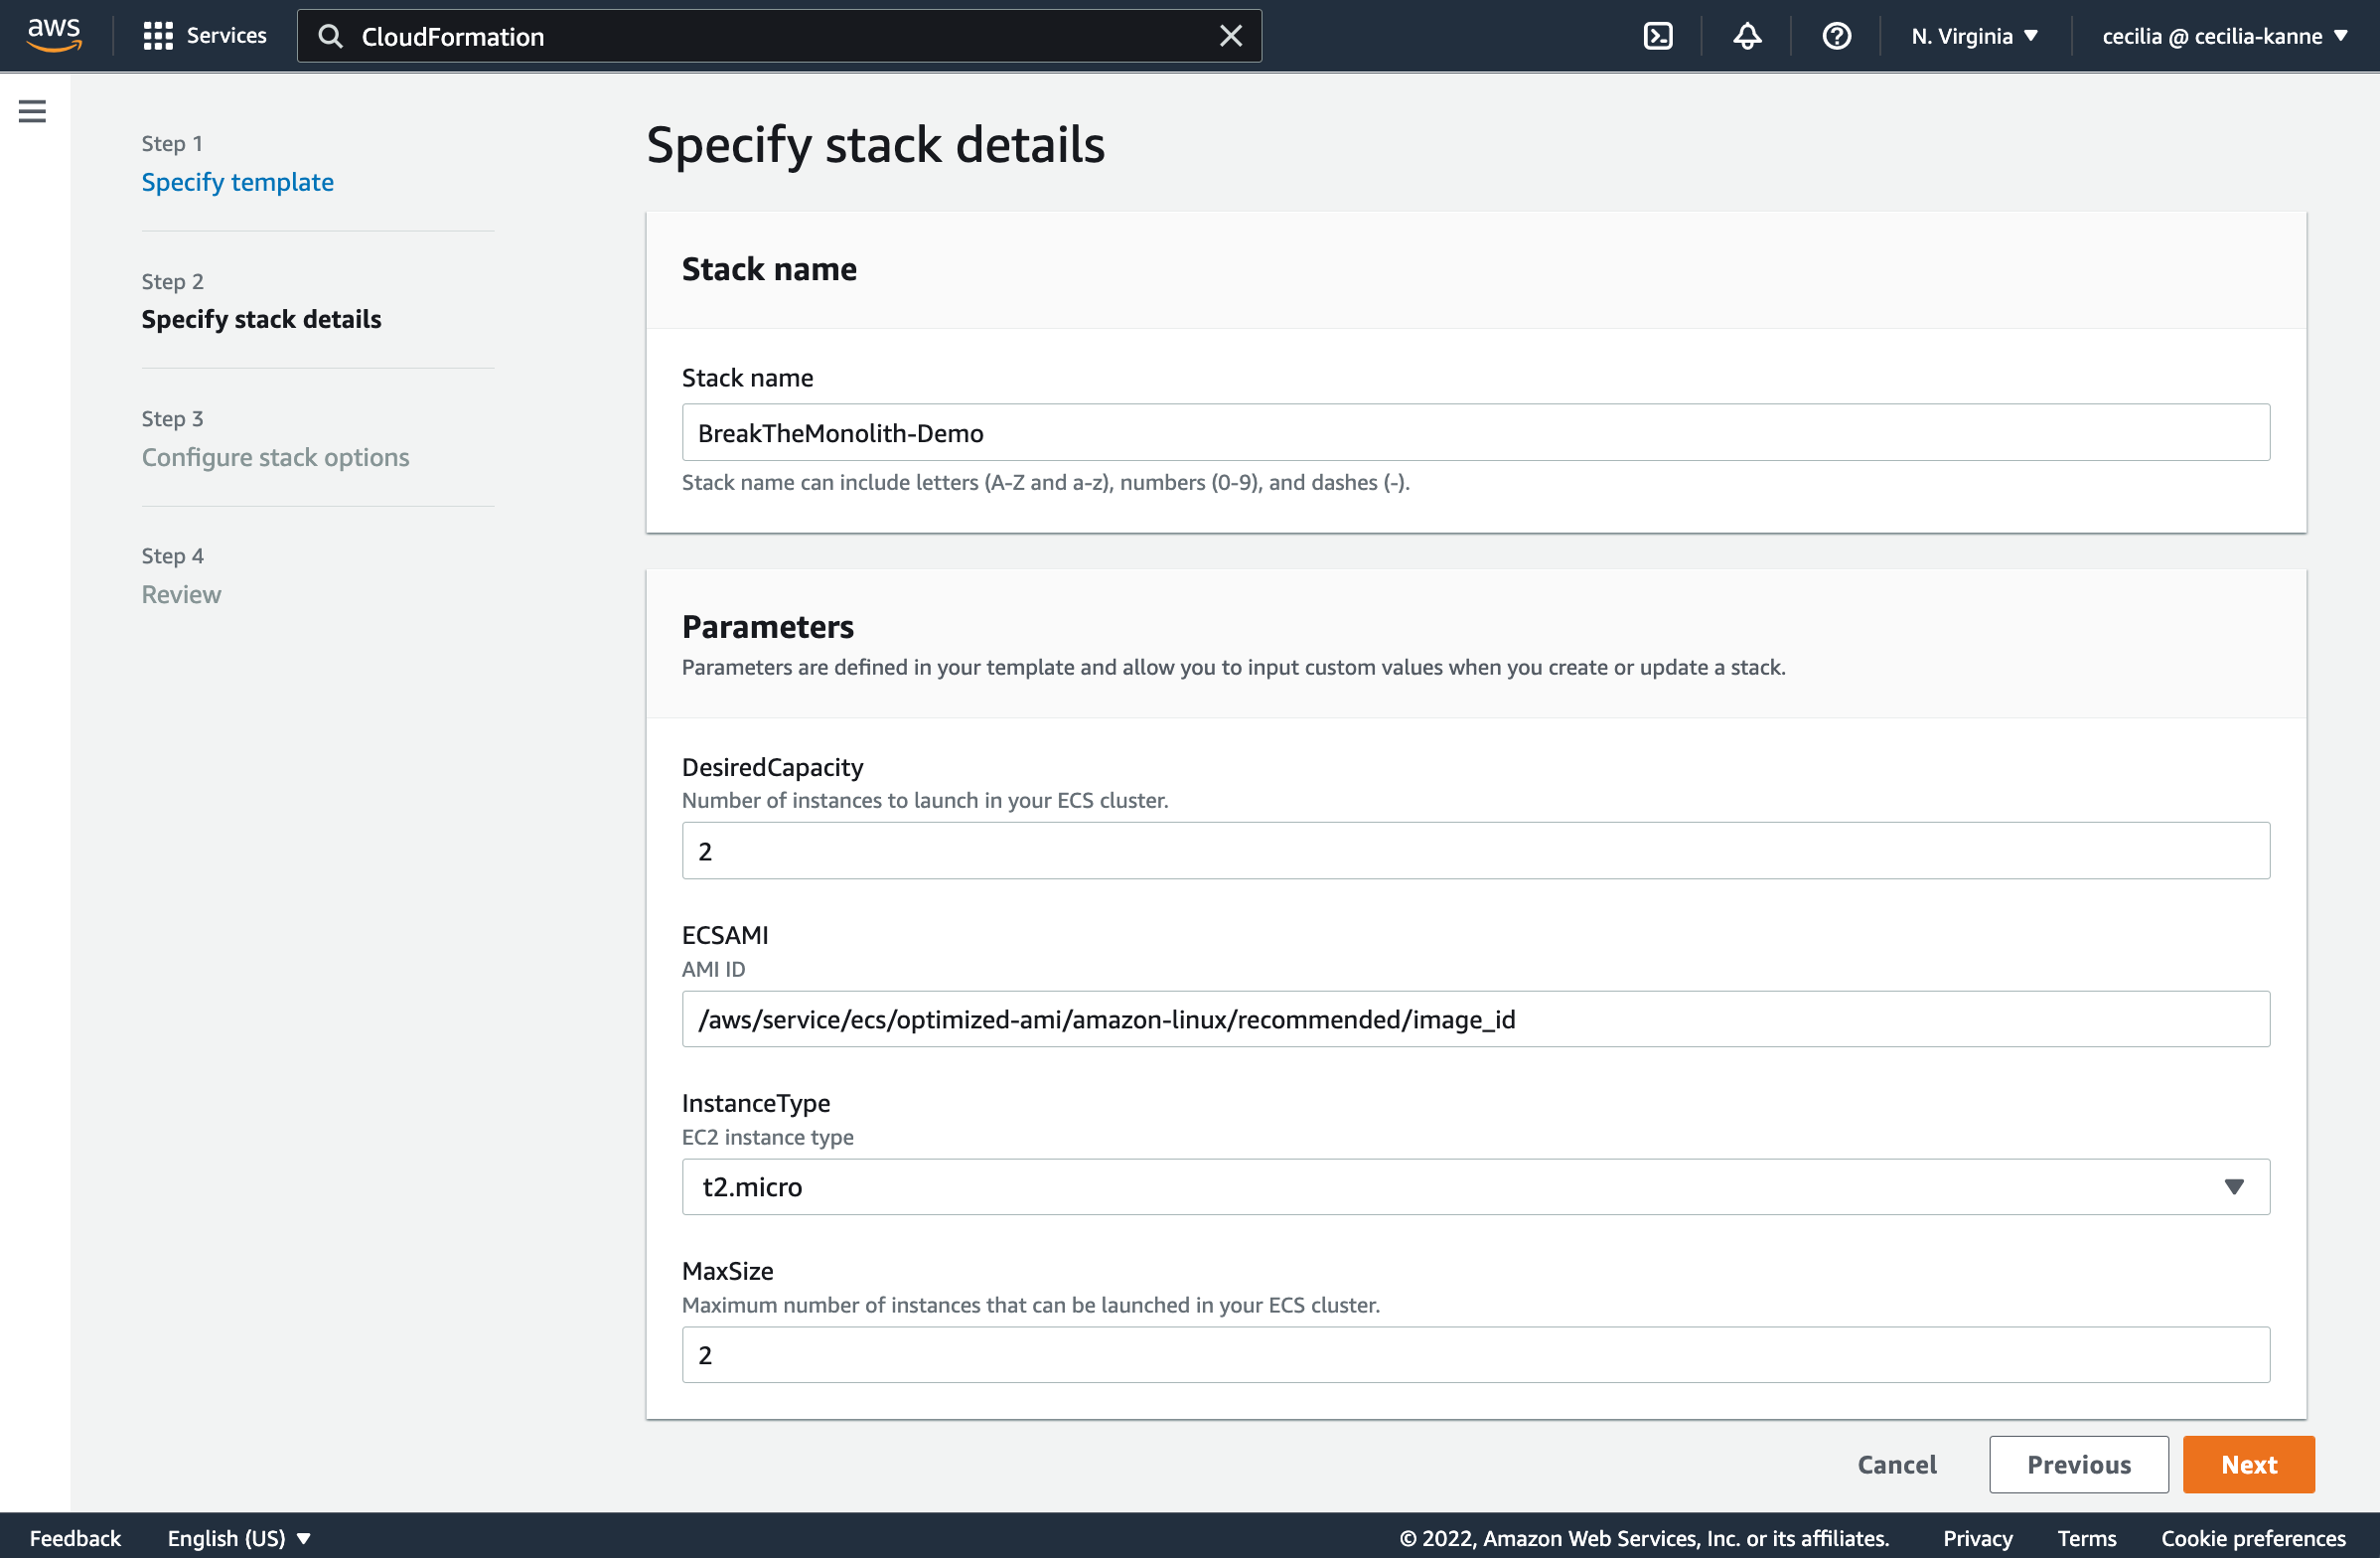 aws
Services
CloudFormation
N. Virginia
cecilia @ cecilia-kanne
Step 1
Specify template
Step 2
Specify stack details
Step 3
Configure stack options
Step 4
Review
Specify stack details
Stack name
Stack name
BreakTheMonolith-Demo
Stack name can include letters (A-Z and a-z), numbers (0-9), and dashes (-).
Parameters
Parameters are defined in your template and allow you to input custom values when you create or update a stack.
DesiredCapacity
Number of instances to launch in your ECS cluster.
2
ECSAMI
AMI ID
/aws/service/ecs/optimized-ami/amazon-linux/recommended/image_id
InstanceType
EC2 instance type
t2.micro
MaxSize
Maximum number of instances that can be launched in your ECS cluster.
2
Cancel
Previous
Next
Feedback
English (US)
© 2022, Amazon Web Services, Inc. or its affiliates.
Privacy
Terms
Cookie preferences